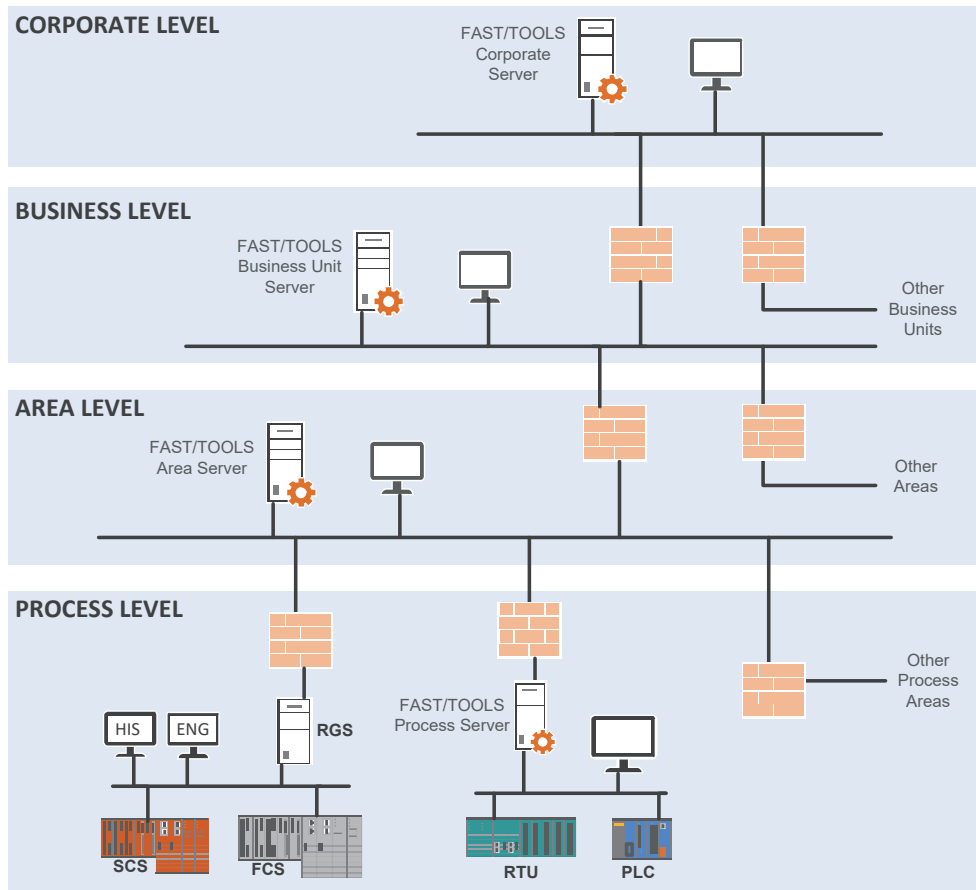 CORPORATE LEVEL
FAST/TOOLS
Corporate
Server
BUSINESS LEVEL
FAST/TOOLS
Business Unit
Server
Other
Business
Units
AREA LEVEL
FAST/TOOLS
Area Server
Other
Areas
PROCESS LEVEL
Other
Process
Areas
FAST/TOOLS
Process Server
RGS
HIS
ENG
SCS
FCS
RTU
PLC